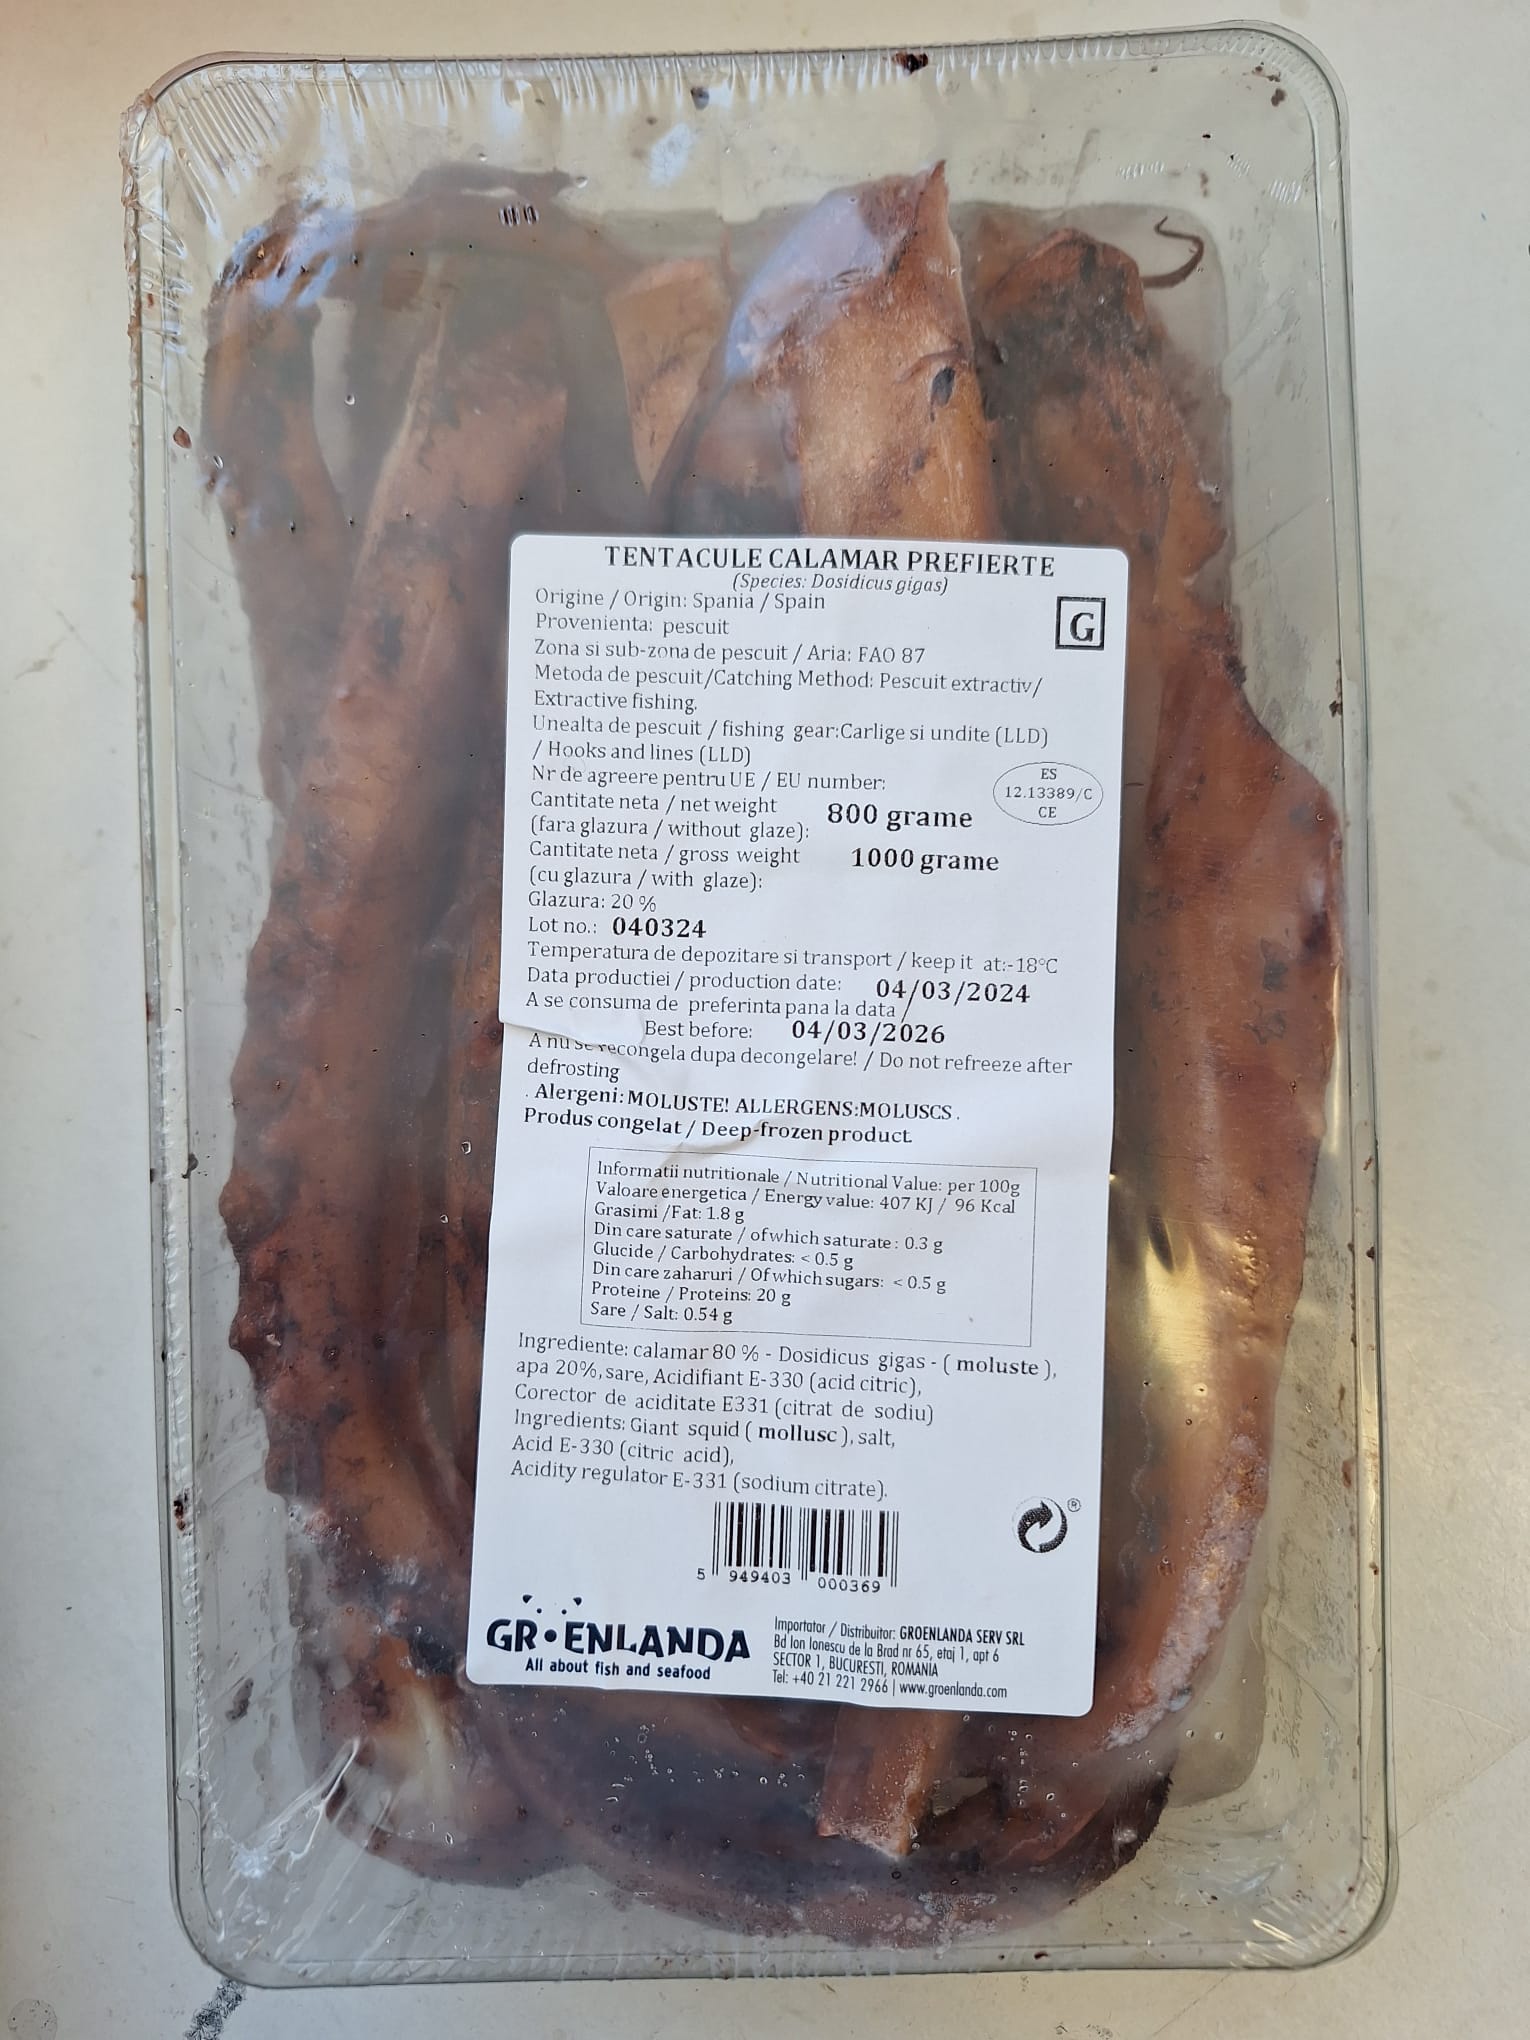 TENTACULE CALAMAR PREFIERTE
(Species: Dosidicus gigas)
Origine / Origin: Spania / Spain
G
Provenienta: pescuit
Zona si sub-zona de pescuit / Aria: FAO 87
Metoda de pescuit/Catching Method: Pescuit extractiv/
Extractive fishing.
Unealta de pescuit / fishing gear:Carlige si undite (LLD)
/ Hooks and lines (LLD)
Nr de agreere pentru UE / EU number:
ES
12.13389/C
CE
Cantitate neta / net weight 800 grame
(fara glazura / without glaze):
Cantitate neta / gross weight 1000 grame
(cu glazura / with glaze):
Glazura: 20 %
Lot no.: 040324
Temperatura de depozitare si transport / keep it at:-18°C
Data productiei / production date: 04/03/2024
A se consuma de preferinta pana la data /
Best before: 04/03/2026
A nu se recongela dupa decongelare! / Do not refreeze after
defrosting
. Alergeni: MOLUSTE! ALLERGENS:MOLUSCS .
Produs congelat / Deep-frozen product
Informatii nutritionale / Nutritional Value: per 100g
Valoare energetica / Energy value: 407 KJ / 96 Kcal
Grasimi /Fat: 1.8 g
Din care saturate / of which saturate: 0.3 g
Glucide / Carbohydrates: < 0.5 g
Din care zaharuri / Of which sugars: < 0.5 g
Proteine / Proteins: 20 g
Sare / Salt: 0.54 g
Ingrediente: calamar 80 % - Dosidicus gigas - ( moluste ),
apa 20%, sare, Acidifiant E-330 (acid citric),
Corector de aciditate E331 (citrat de sodiu)
Ingredients: Giant squid ( mollusc ), salt,
Acid E-330 (citric acid),
Acidity regulator E-331 (sodium citrate).
®
5 949403 000369
GROENLANDA
All about fish and seafood
Importator / Distribuitor: GROENLANDA SERV SRL
Bd Ion Ionescu de la Brad nr 65, etaj 1, apt 6
SECTOR 1, BUCURESTI, ROMANIA
Tel: +40 21 221 2966 | www.groenlanda.com